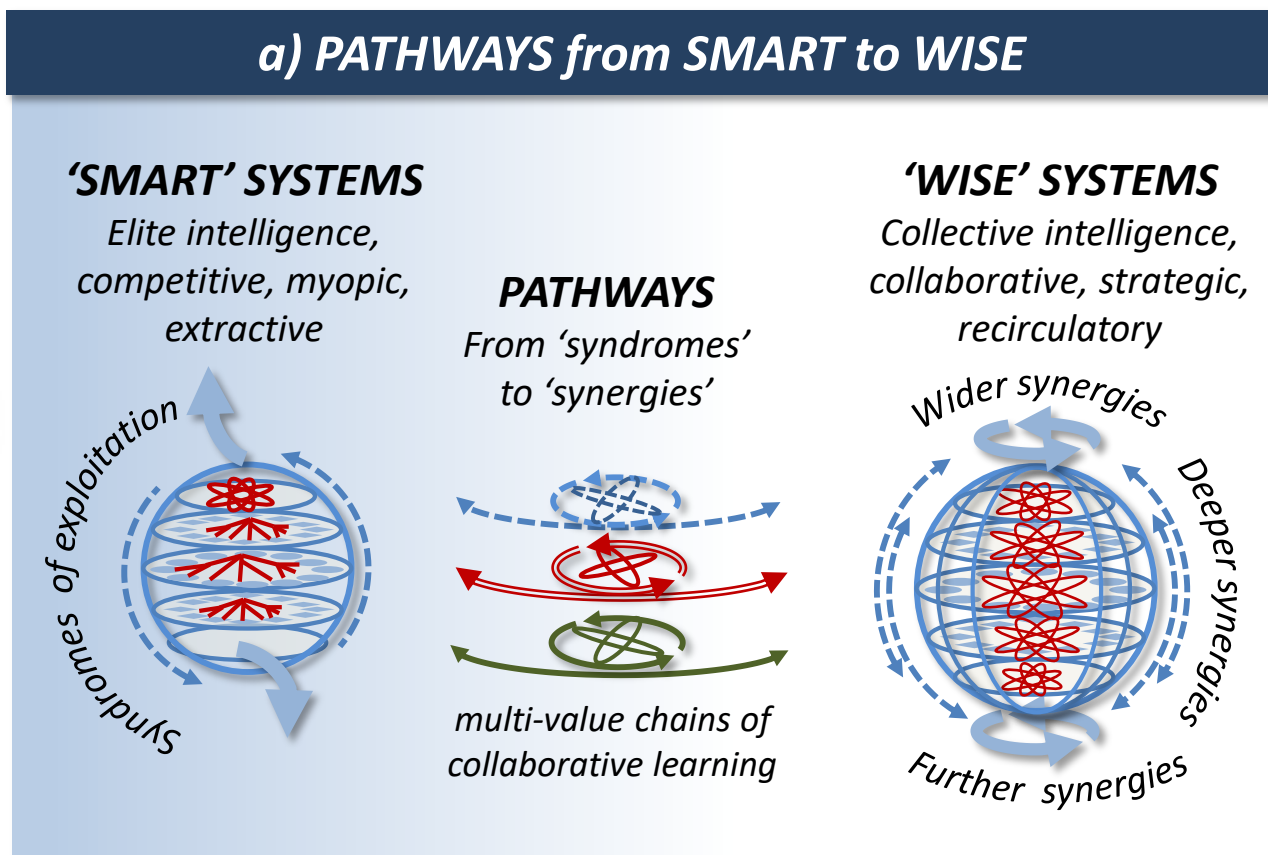 a) PATHWAYS from SMART to WISE
‘SMART’ SYSTEMS
Elite intelligence,
competitive, myopic,
extractive
Syndromes of exploitation
PATHWAYS
From ‘syndromes’
to ‘synergies’
multi-value chains of
collaborative learning
‘WISE’ SYSTEMS
Collective intelligence,
collaborative, strategic,
recirculatory
Wider synergies
Deeper synergies
Further synergies